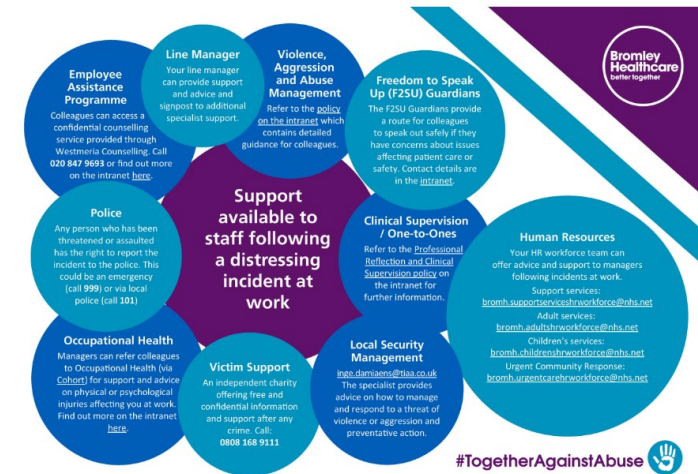 Bromley
Healthcare
better together
Employee
Assistance
Programme
Colleagues can access a
confidential counselling
service provided through
Westmeria Counselling. Call
020 847 9693 or find out more
on the intranet here.
Line Manager
Your line manager
can provide support
and advice and
signpost to additional
specialist support.
Violence,
Aggression
and Abuse
Management
Refer to the policy
on the intranet which
contains detailed
guidance for colleagues.
Freedom to Speak
Up (F2SU) Guardians
The F2SU Guardians provide
a route for colleagues
to speak out safely if they
have concerns about issues
affecting patient care or
safety. Contact details are
in the intranet.
Police
Any person who has been
threatened or assaulted
has the right to report the
incident to the police. This
could be an emergency
(call 999) or via local
police (call 101)
Support
available to
staff following
a distressing
incident at
work
Clinical Supervision
/ One-to-Ones
Refer to the Professional
Reflection and Clinical
Supervision policy on
the intranet for
further information.
Human Resources
Your HR workforce team can
offer advice and support to managers
following incidents at work.
Support services:
bromh.supportserviceshrworkforce@nhs.net
Adult services:
bromh.adultshrworkforce@nhs.net
Children's services:
bromh.childrenshrworkforce@nhs.net
Urgent Community Response:
bromh.urgentcarehrworkforce@nhs.net
Occupational Health
Managers can refer colleagues
to Occupational Health (via
Cohort) for support and advice
on physical or psychological
injuries affecting you at work.
Find out more on the intranet
here.
Victim Support
An independent charity
offering free and
confidential information
and support after any
crime. Call:
0808 168 9111
Local Security
Management
inge.damiaens@tiaa.co.uk
The specialist provides
advice on how to manage
and respond to a threat of
violence or aggression and
preventative action.
#TogetherAgainstAbuse